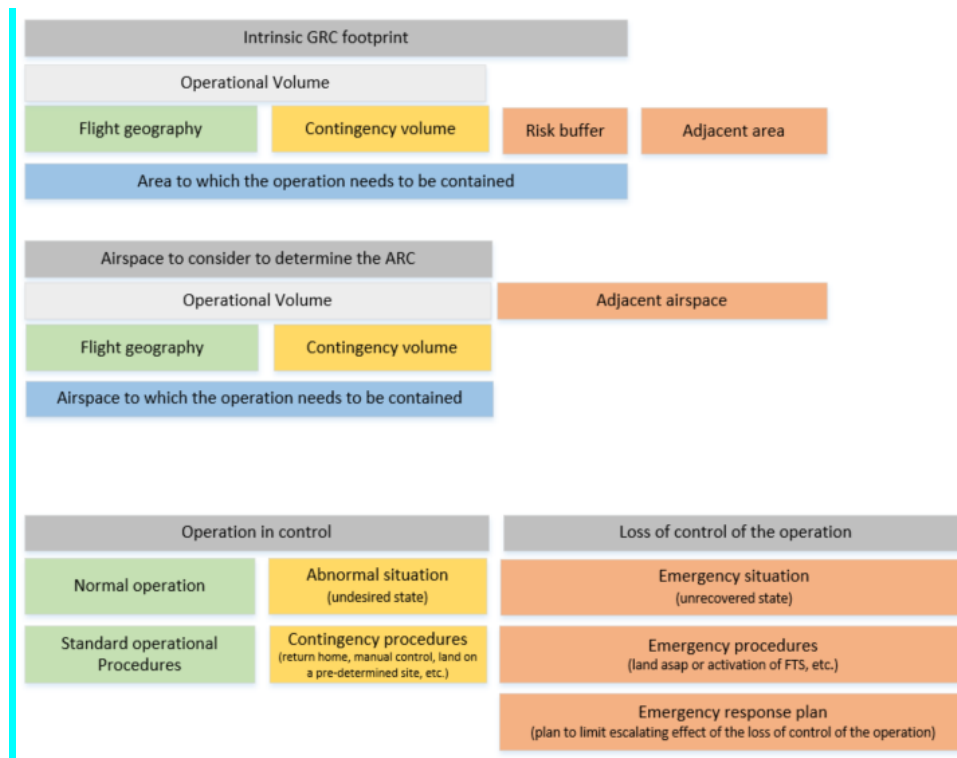 Intrinsic GRC footprint
Operational Volume
Flight geography
Contingency volume
Risk buffer
Adjacent area
Area to which the operation needs to be contained
Airspace to consider to determine the ARC
Operational Volume
Adjacent airspace
Flight geography
Contingency volume
Airspace to which the operation needs to be contained
Operation in control
Loss of control of the operation
Normal operation
Abnormal situation
(undesired state)
Emergency situation
(unrecovered state)
Standard operational
Procedures
Contingency procedures
(return home, manual control, land on
a pre-determined site, etc.)
Emergency procedures
(land asap or activation of FTS, etc.)
Emergency response plan
(plan to limit escalating effect of the loss of control of the operation)